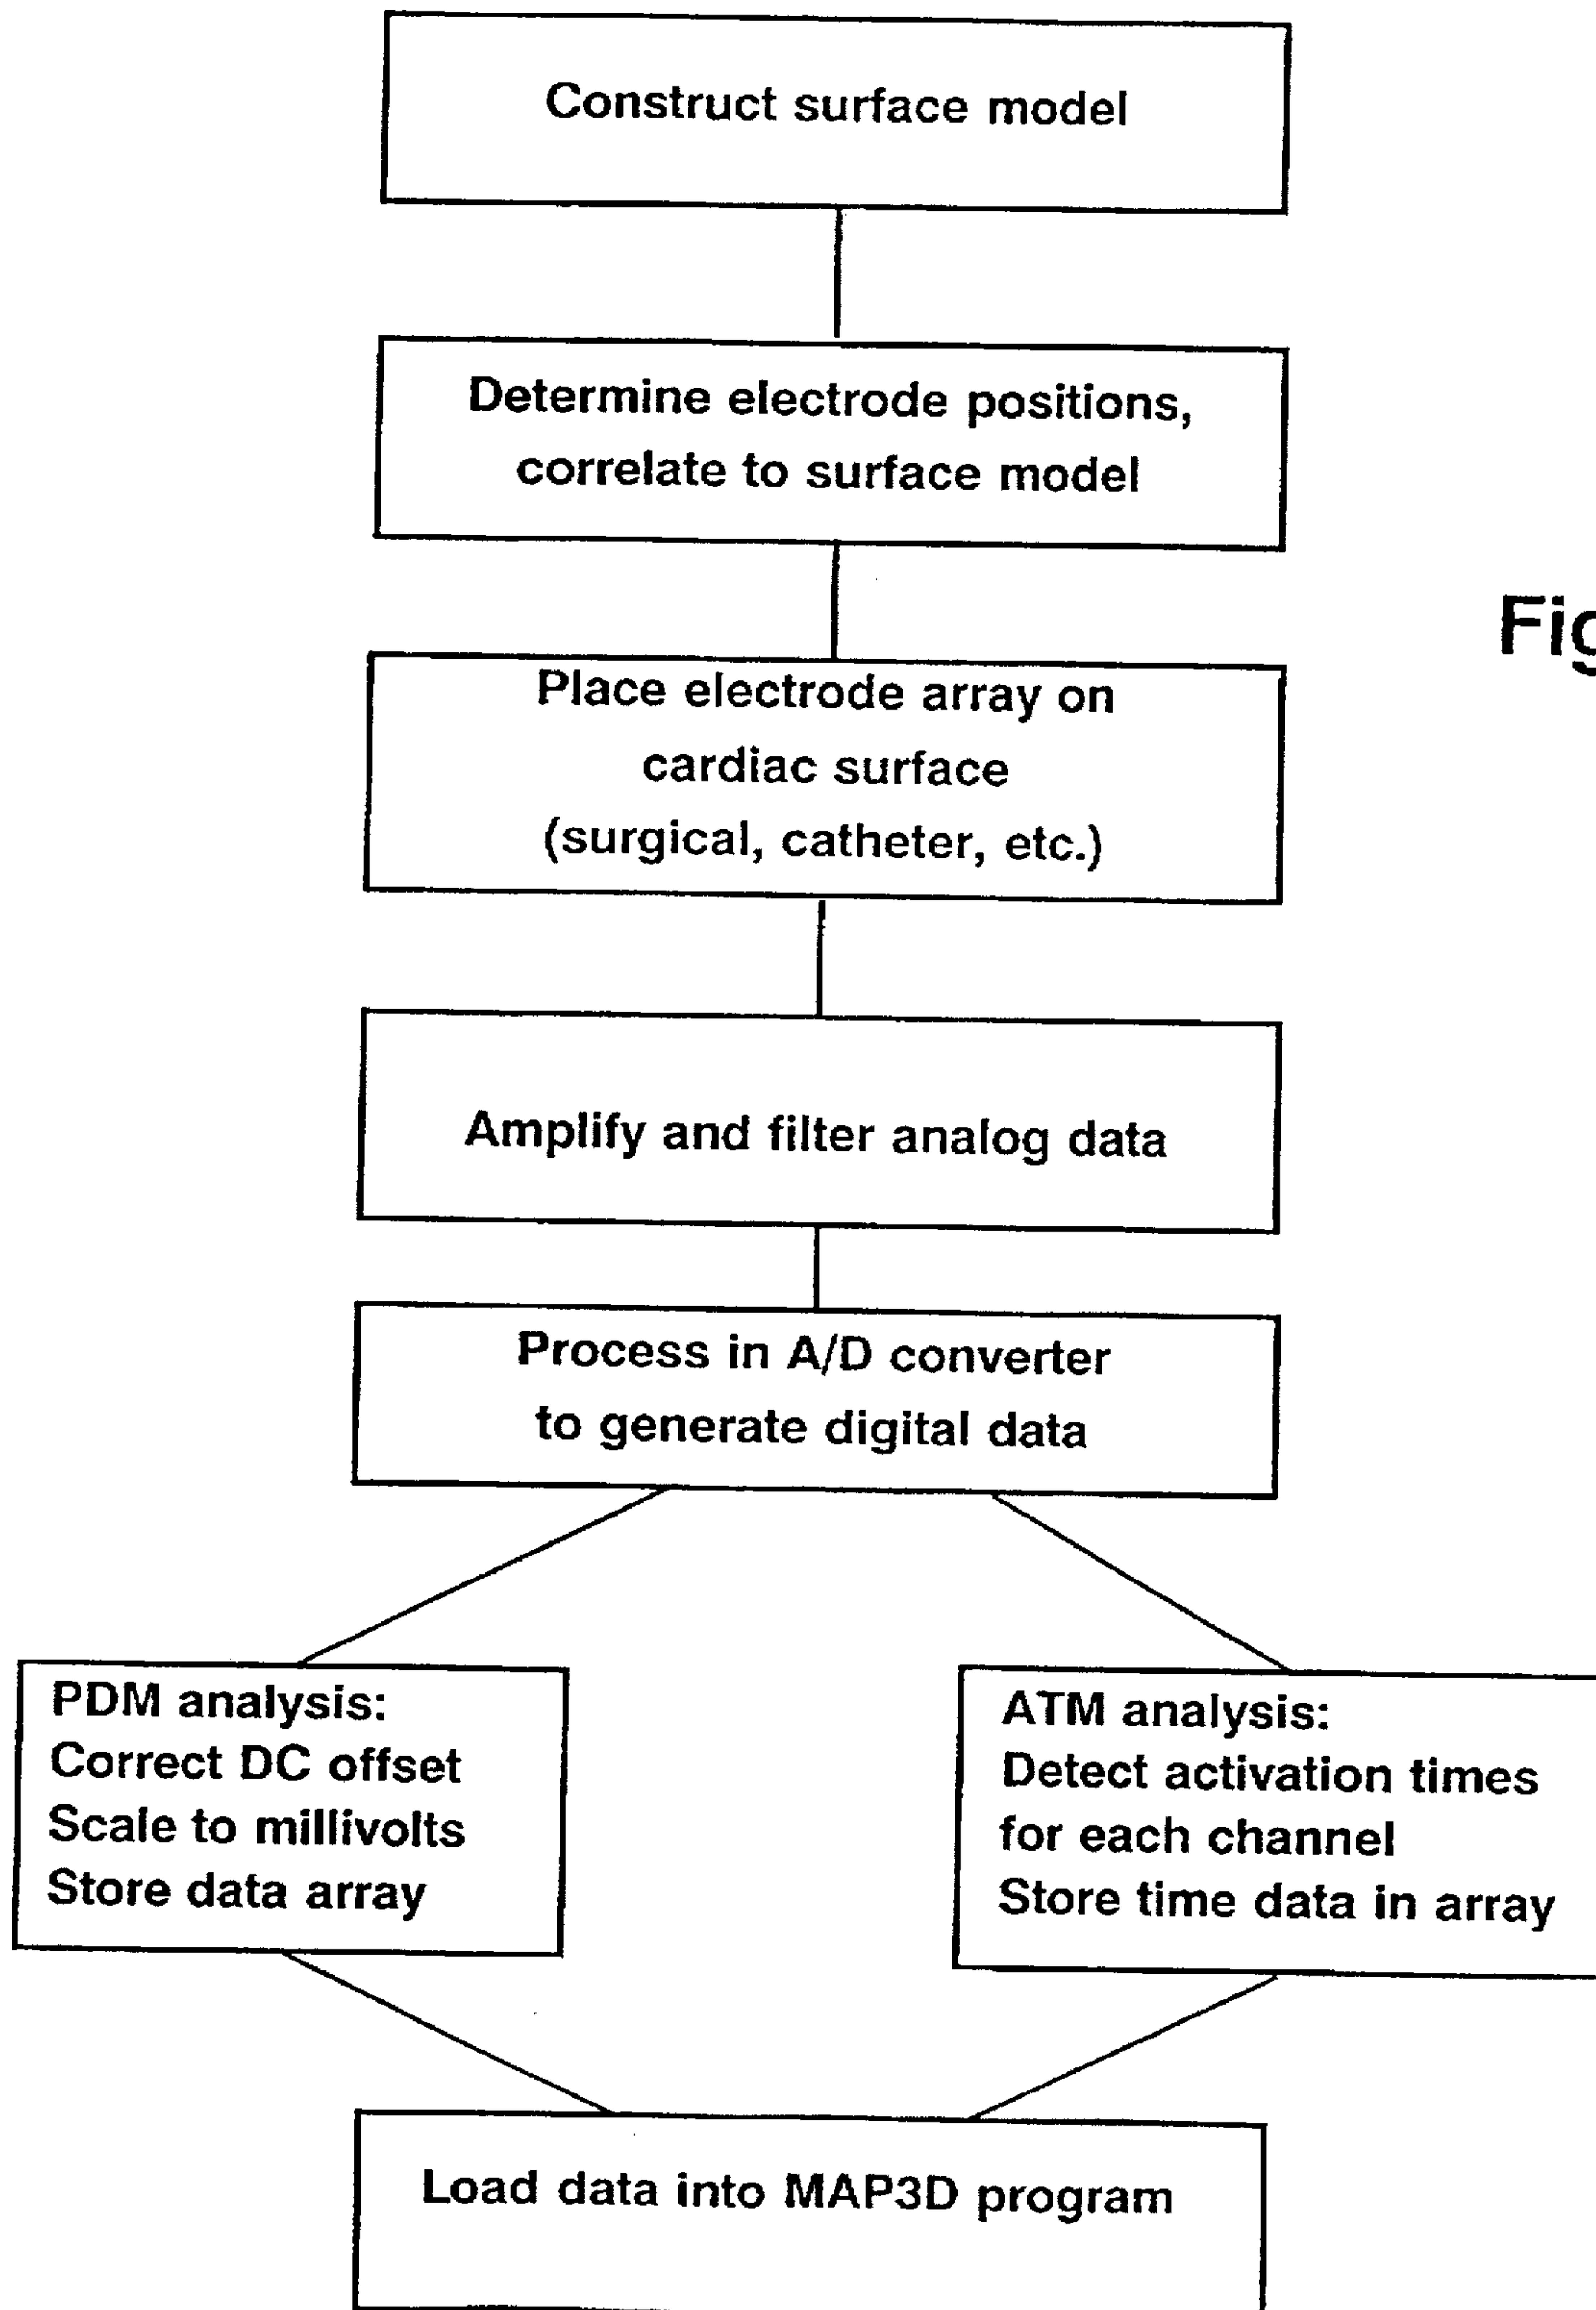 Construct surface model
Determine electrode positions,
correlate to surface model
Fig
Place electrode array on
cardiac surface
(surgical, catheter, etc.)
Amplify and filter analog data
Process in A/D converter
to generate digital data
PDM analysis:
Correct DC offset
Scale to millivolts
Store data array
ATM analysis:
Detect activation times
for each channel
Store time data in array
Load data into MAP3D program